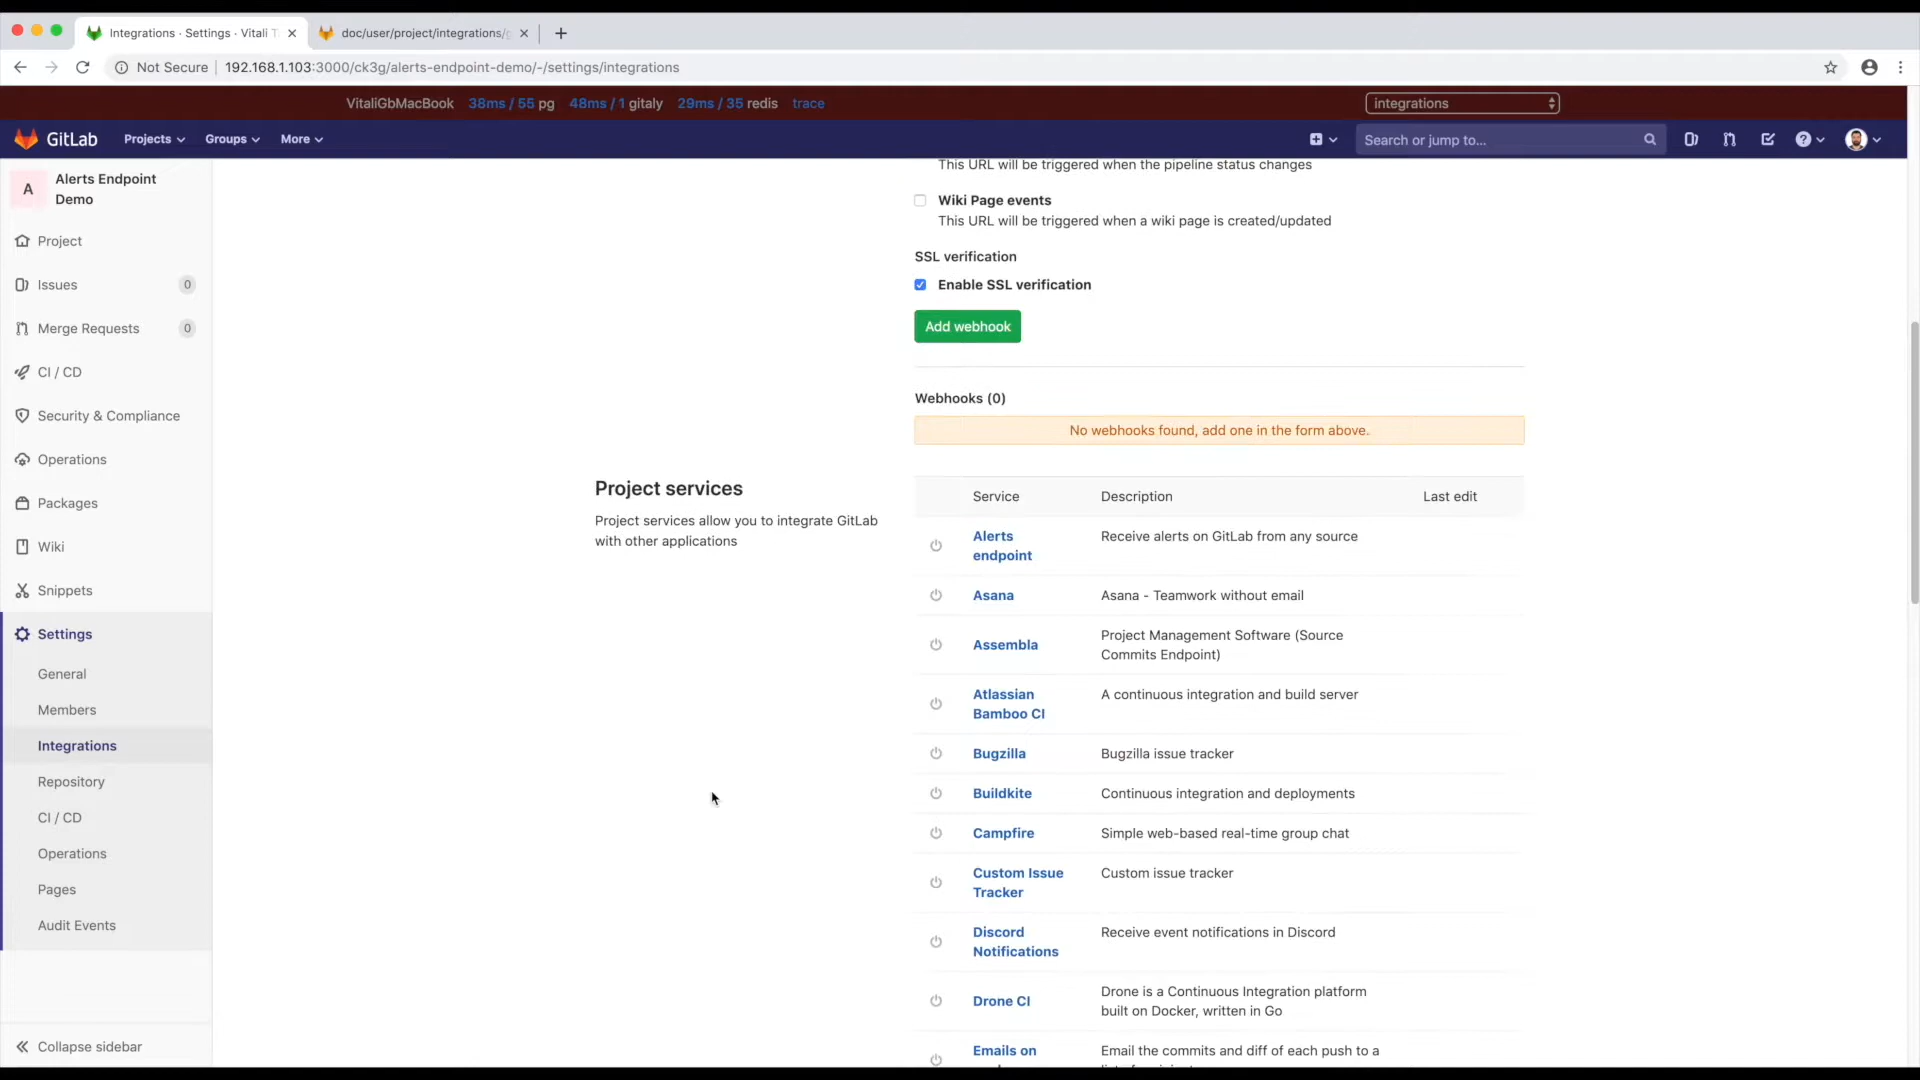 Integrations · Settings · Vitali
doc/user/project/integrations/
Not Secure
192.168.1.103:3000/ck3g/alerts-endpoint-demo/-/settings/integrations
VitaliGbMacBook 38ms / 55 pg 48ms / 1 gitaly 29ms / 35 redis trace
integrations
GitLab
Projects
Groups
More
Search or jump to...
A
Alerts Endpoint
Demo
Project
Issues 0
Merge Requests 0
CI / CD
Security & Compliance
Operations
Packages
Wiki
Snippets
Settings
General
Members
Integrations
Repository
CI / CD
Operations
Pages
Audit Events
Collapse sidebar
This URL will be triggered when the pipeline status changes
Wiki Page events
This URL will be triggered when a wiki page is created/updated
SSL verification
Enable SSL verification
Add webhook
Webhooks (0)
No webhooks found, add one in the form above.
Project services
Project services allow you to integrate GitLab
with other applications
Service Description Last edit
Alerts
endpoint
Receive alerts on GitLab from any source
Asana
Asana - Teamwork without email
Assembla
Project Management Software (Source
Commits Endpoint)
Atlassian
Bamboo CI
A continuous integration and build server
Bugzilla
Bugzilla issue tracker
Buildkite
Continuous integration and deployments
Campfire
Simple web-based real-time group chat
Custom Issue
Tracker
Custom issue tracker
Discord
Notifications
Receive event notifications in Discord
Drone CI
Drone is a Continuous Integration platform
built on Docker, written in Go
Emails on
Email the commits and diff of each push to a